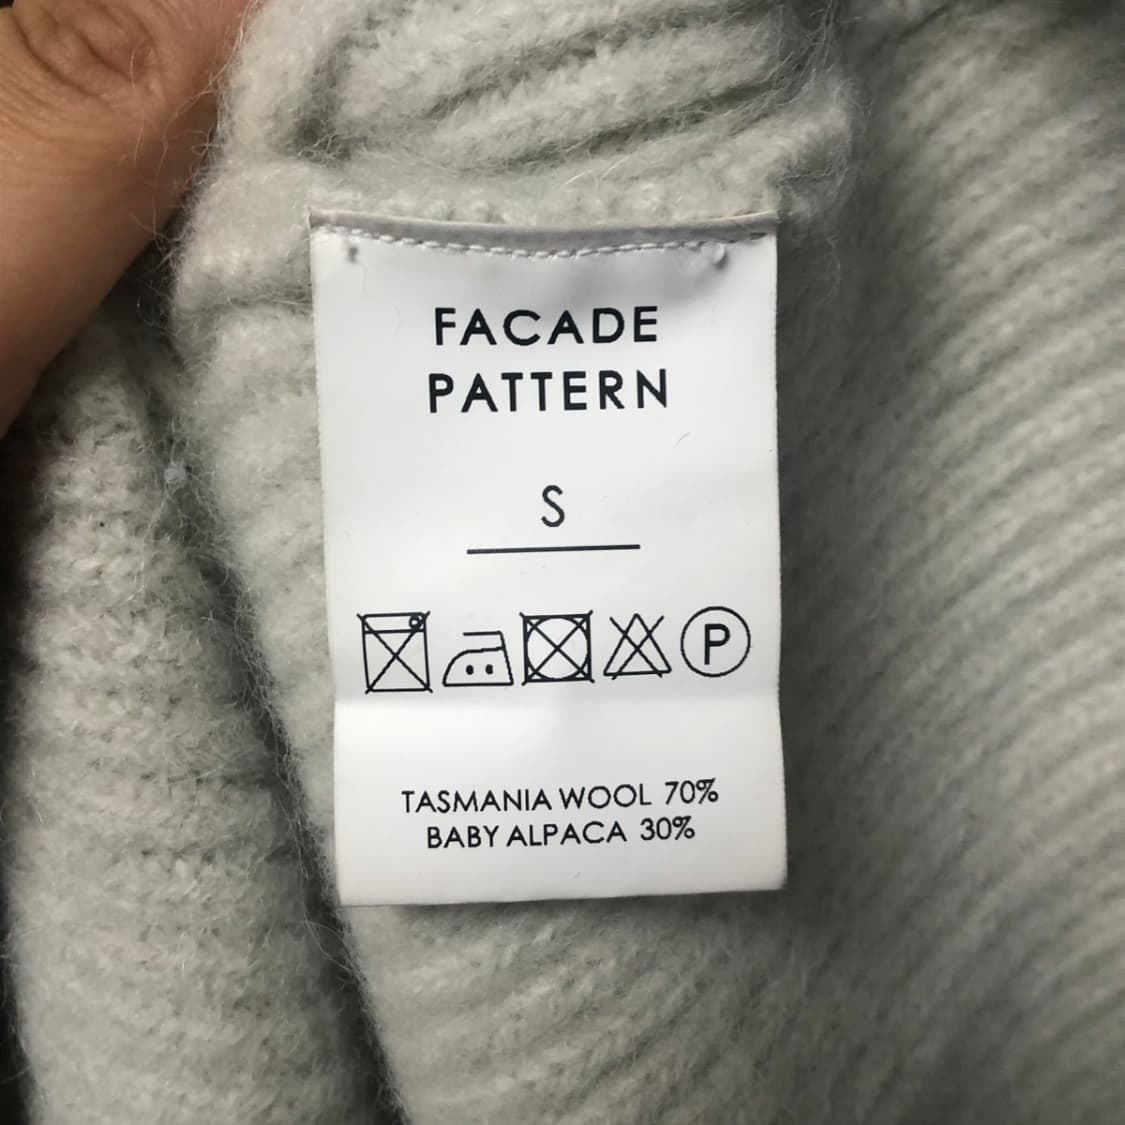 FACADE
PATTERN
S
P
TASMANIA WOOL 70%
BABY ALPACA 30%